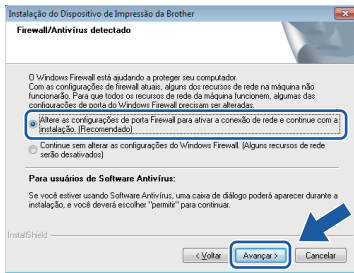 Instalação do Dispositivo de Impressão da Brother
Firewall/Antivírus detectado
O Windows Firewall está ajudando a proteger seu computador.
Com as configurações de firewall atuais, alguns dos recursos de rede na máquina não
funcionarão. Para que todos os recursos de rede da máquina funcionem, algumas das
configurações de porta do Windows Firewall precisam ser alteradas.
Altere as configurações de porta Firewall para ativar a conexão de rede e continue com a
instalação. (Recomendado)
Continue sem alterar as configurações do Windows Firewall. (Alguns recursos de rede
serão desativados)
Para usuários de Software Antivírus:
Se você estiver usando Software Antivírus, uma caixa de diálogo poderá aparecer durante a
instalação, e você deverá escolher "permitir" para continuar.
InstallShield
< Voltar Avançar > Cancelar